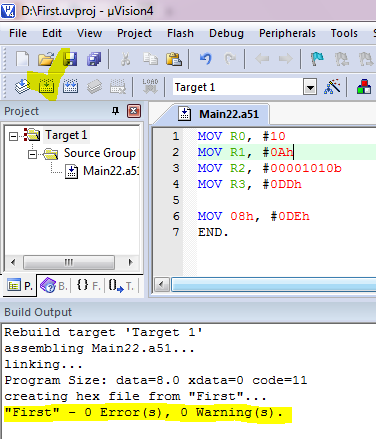 D:\First.uvproj - µVision4
File Edit View Project Flash Debug Peripherals Tools
LOAD Target 1
Project
Main22.a51
Target 1
Source Group
Main22.a51
1 MOV R0, #10
2 MOV R1, #0Ah
3 MOV R2, #00001010b
4 MOV R3, #0DDh
5
6 MOV 08h, #0DEh
7 END.
P... B... {} F... T...
Build Output
Rebuild target 'Target 1'
assembling Main22.a51...
linking...
Program Size: data=8.0 xdata=0 code=11
creating hex file from "First"...
"First" - 0 Error(s), 0 Warning(s).